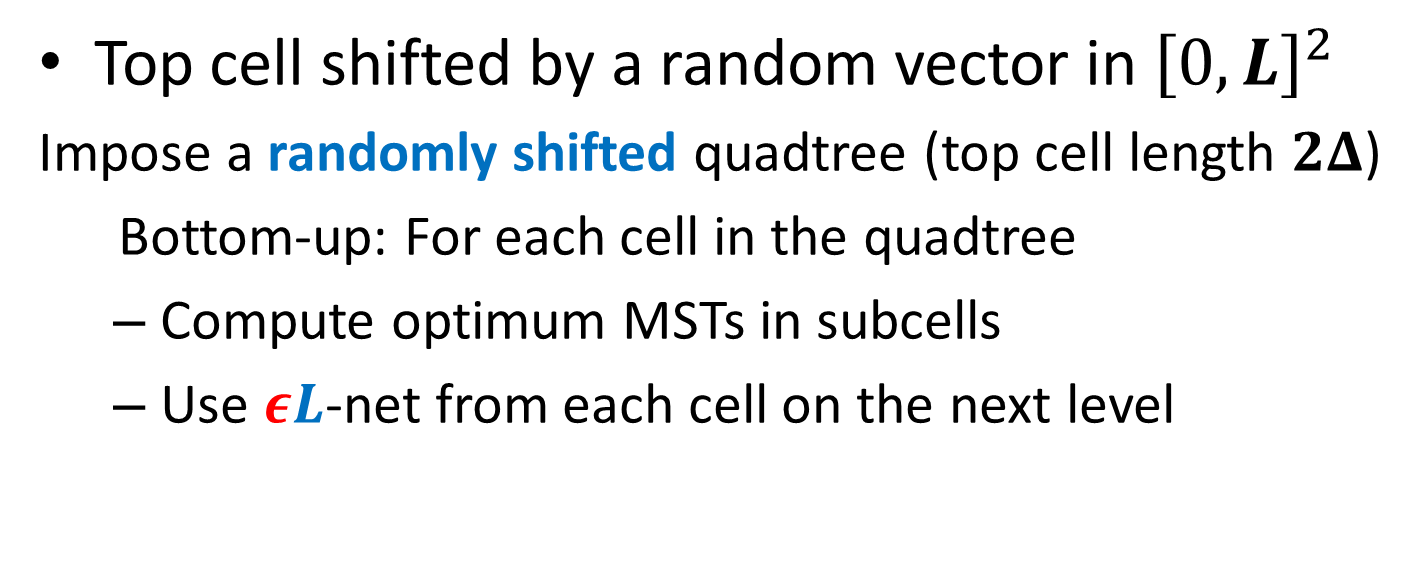 • Top cell shifted by a random vector in [0, L]²
Impose a randomly shifted quadtree (top cell length 2Δ)
Bottom-up: For each cell in the quadtree
– Compute optimum MSTs in subcells
– Use ϵL-net from each cell on the next level